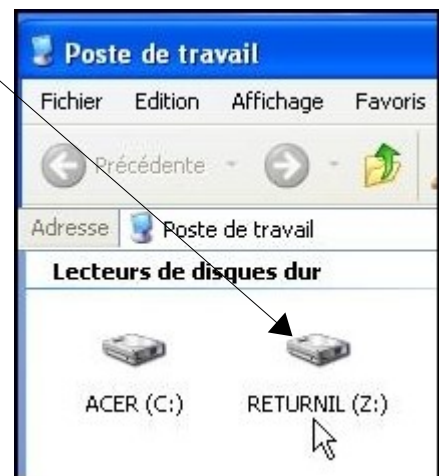 Poste de travail
Fichier Edition Affichage Favoris
Précédente
Adresse Poste de travail
Lecteurs de disques dur
ACER (C:) RETURNIL (Z:)